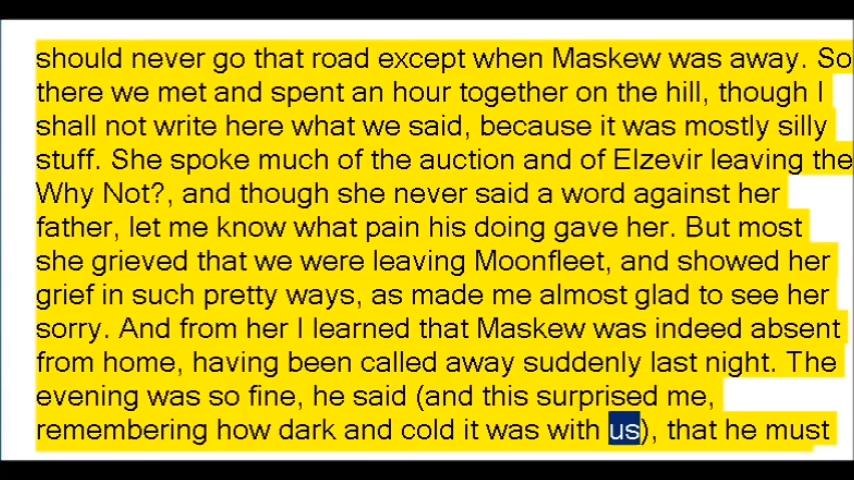 should never go that road except when Maskew was away. So
there we met and spent an hour together on the hill, though I
shall not write here what we said, because it was mostly silly
stuff. She spoke much of the auction and of Elzevir leaving the
Why Not?, and though she never said a word against her
father, let me know what pain his doing gave her. But most
she grieved that we were leaving Moonfleet, and showed her
grief in such pretty ways, as made me almost glad to see her
sorry. And from her I learned that Maskew was indeed absent
from home, having been called away suddenly last night. The
evening was so fine, he said (and this surprised me,
remembering how dark and cold it was with us), that he must